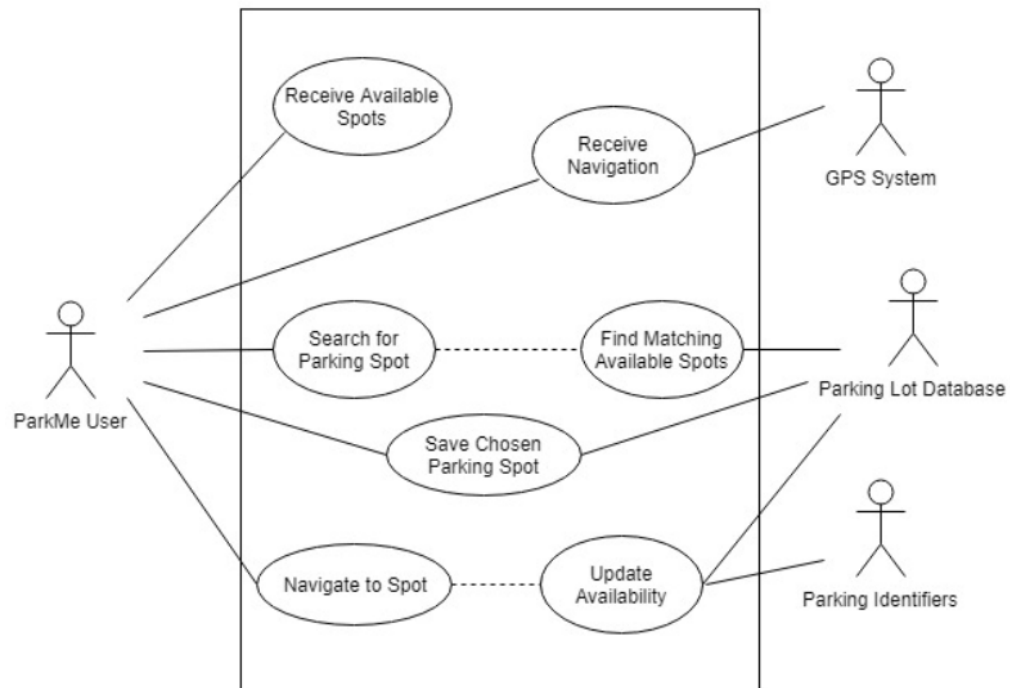 Receive Available
Spots
Receive
Navigation
GPS System
Search for
Parking Spot
Find Matching
Available Spots
ParkMe User
Parking Lot Database
Save Chosen
Parking Spot
Navigate to Spot
Update
Availability
Parking Identifiers